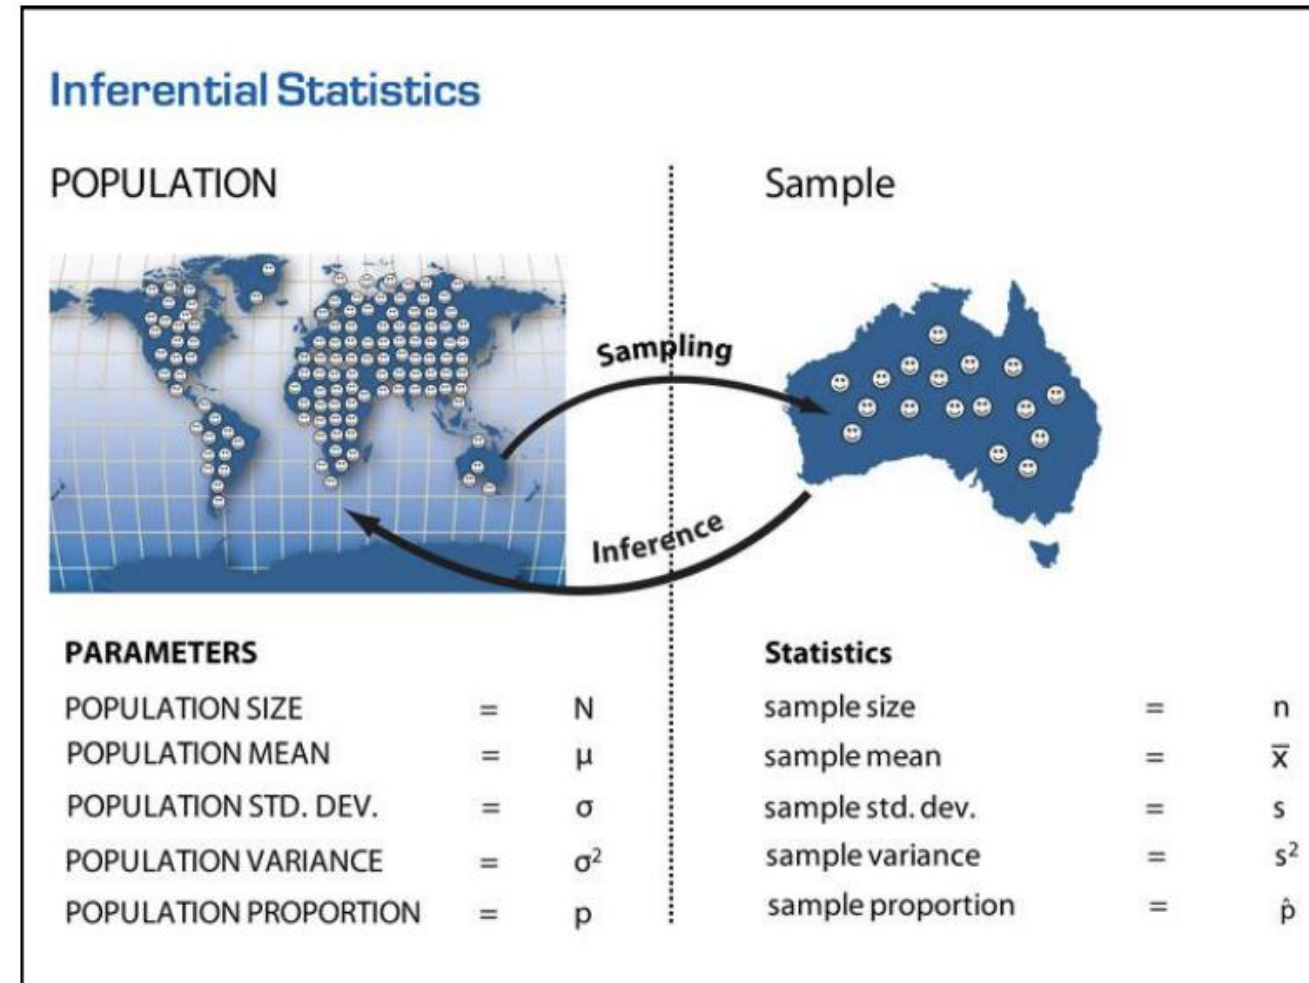 Inferential Statistics
POPULATION
Sampling
Inference
PARAMETERS
POPULATION SIZE = N
POPULATION MEAN = μ
POPULATION STD. DEV. = σ
POPULATION VARIANCE = σ²
POPULATION PROPORTION = p
Sample
Statistics
sample size = n
sample mean = x̅
sample std. dev. = s
sample variance = s²
sample proportion = p̂